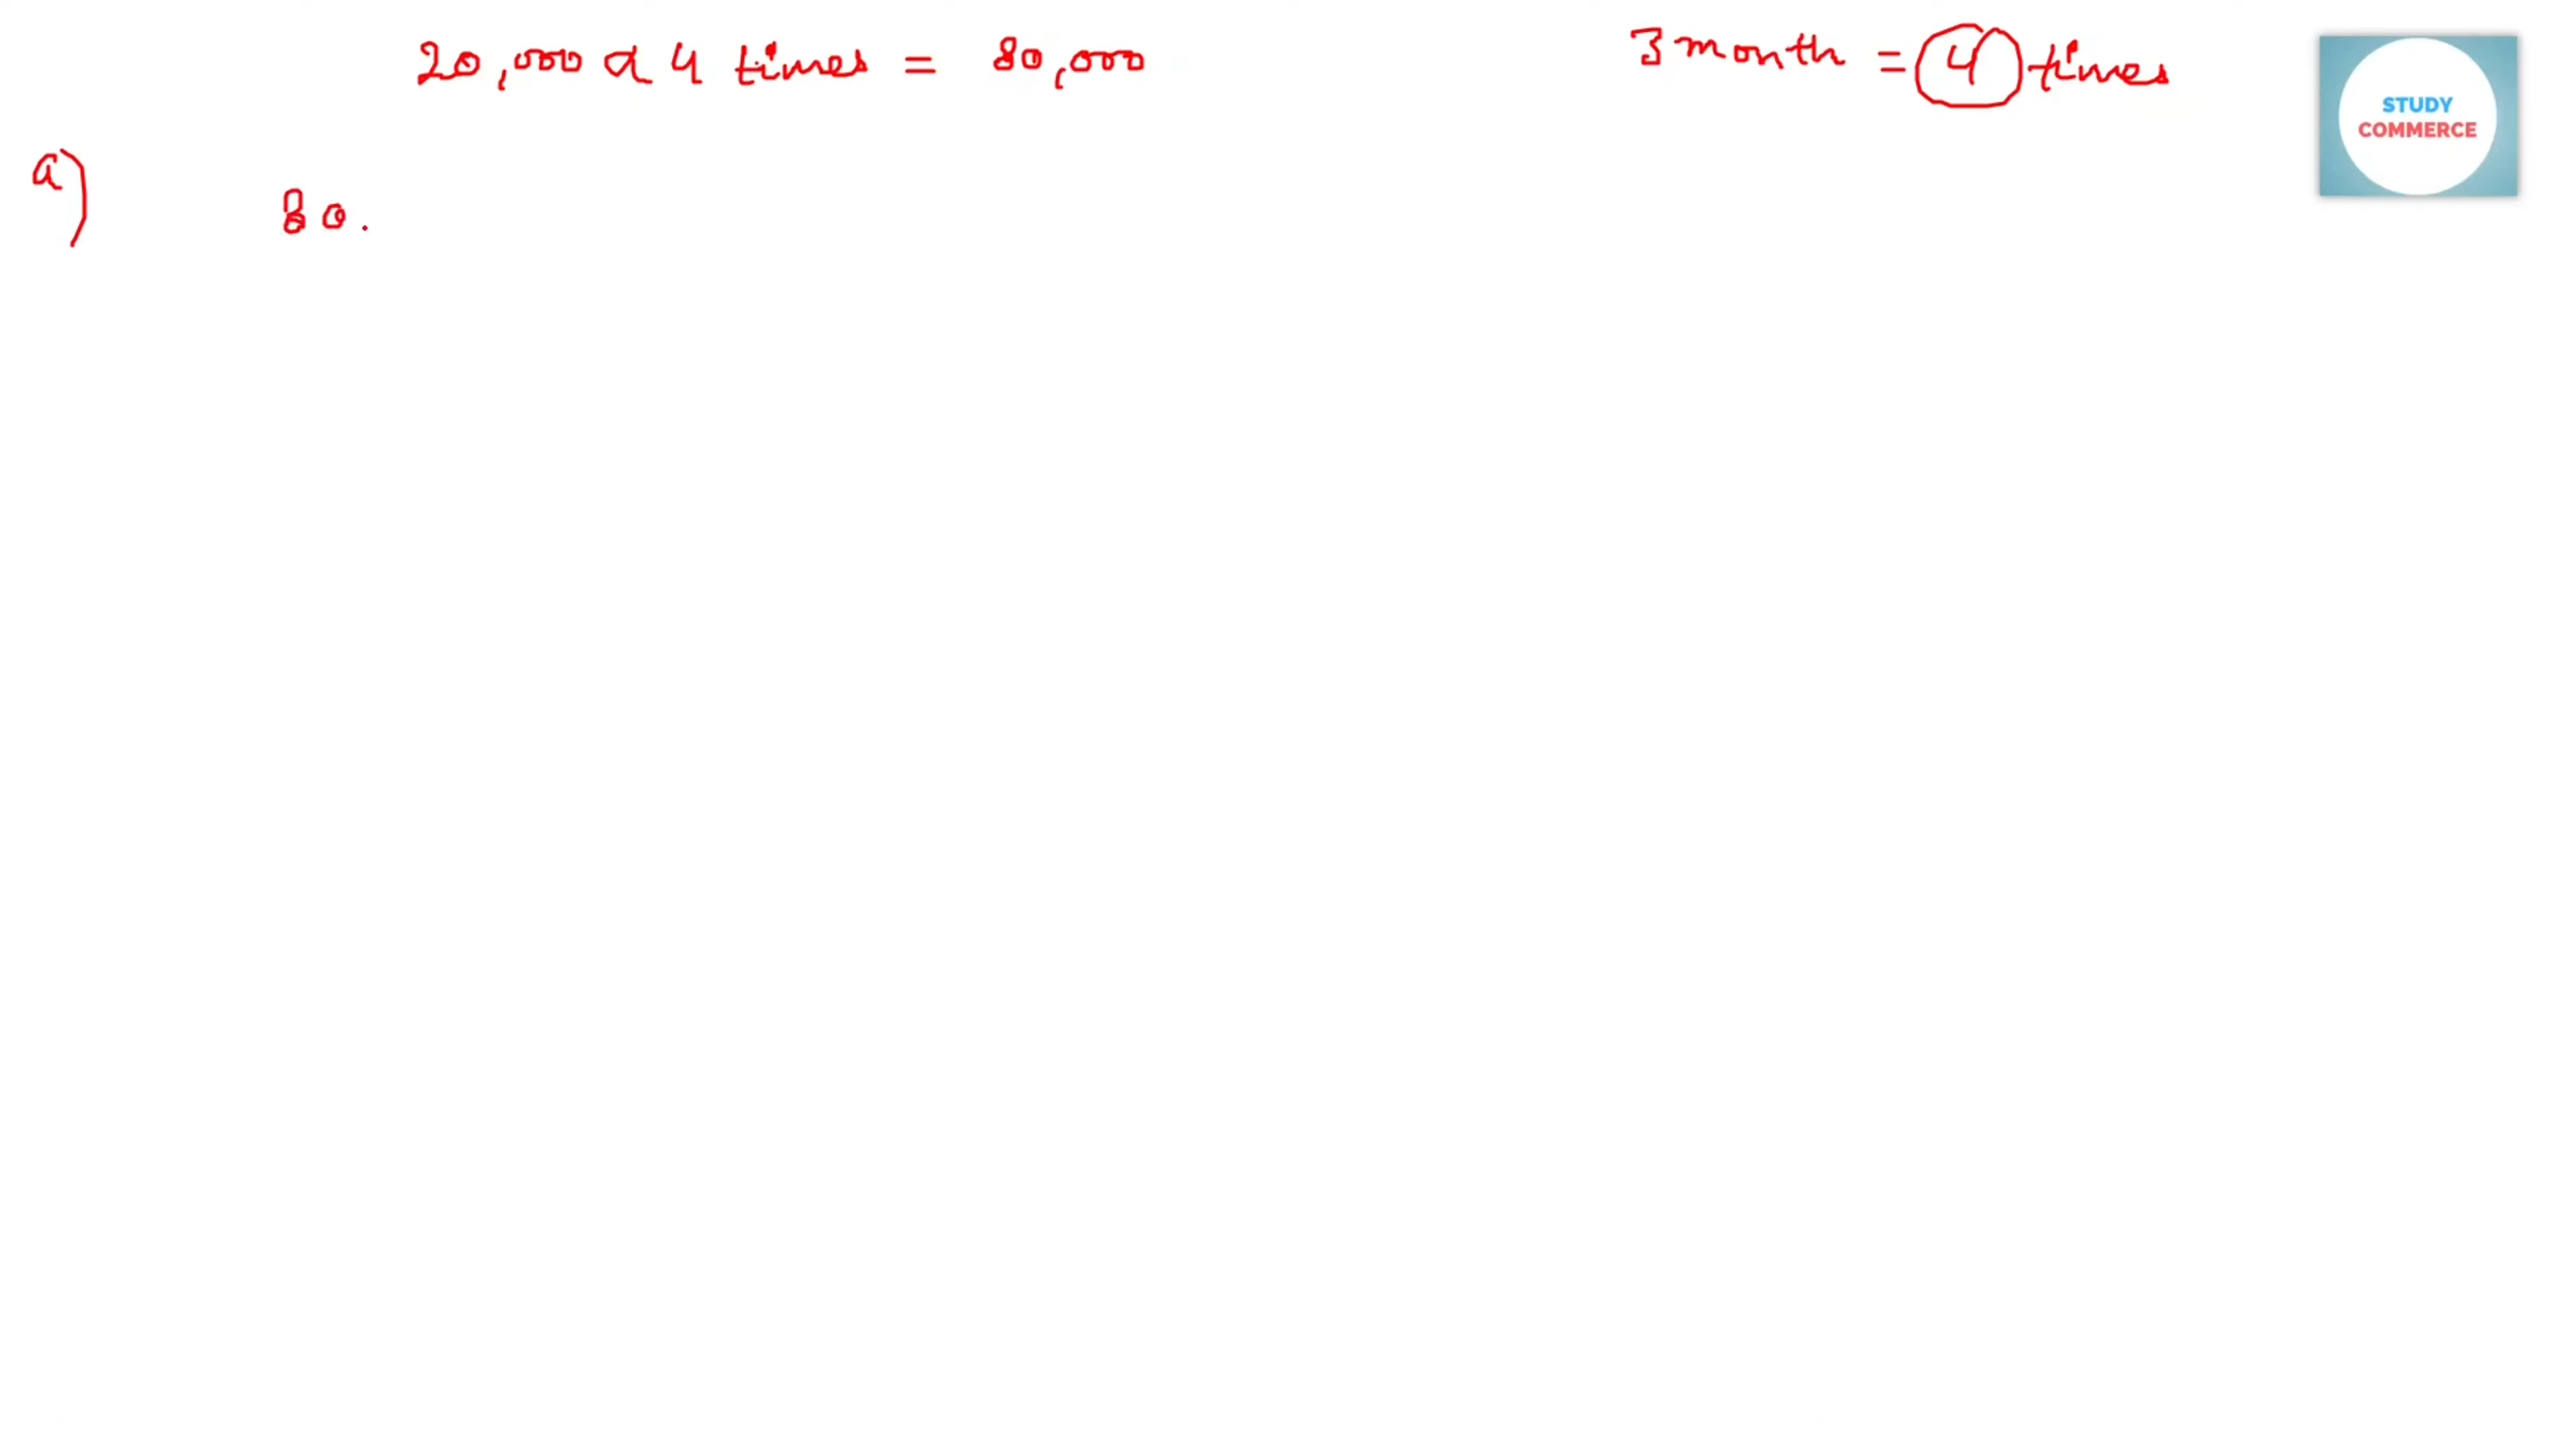 20,000 x 4 times = 80,000
3 month = 4 times
STUDY
COMMERCE
a)
80.